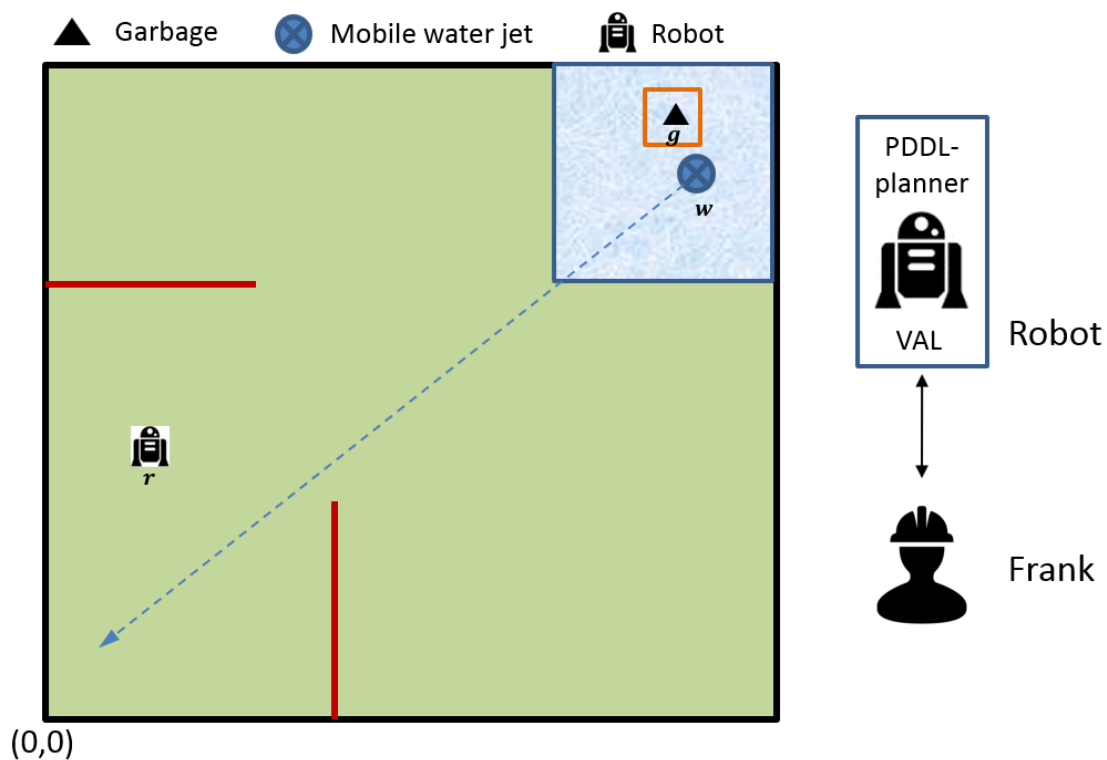 Garbage
Mobile water jet
Robot
g
w
r
(0,0)
PDDL-
planner
VAL
Robot
Frank